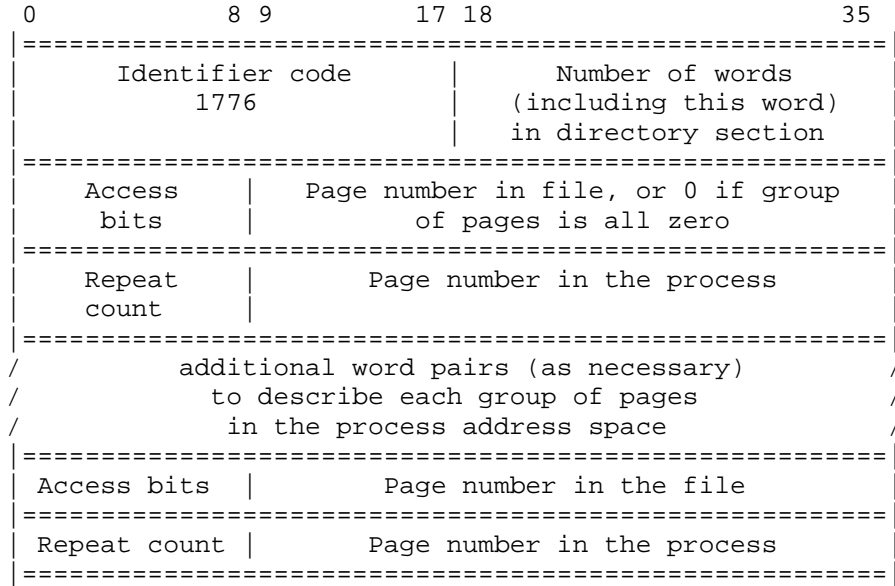 0 8 9 17 18 35
|=======================================================|
| Identifier code | Number of words |
| 1776 | (including this word) |
| | in directory section |
|=======================================================|
| Access | Page number in file, or 0 if group |
| bits | of pages is all zero |
|=======================================================|
| Repeat | Page number in the process |
| count | |
|=======================================================|
/ additional word pairs (as necessary) /
/ to describe each group of pages /
/ in the process address space /
|=======================================================|
| Access bits | Page number in the file |
|=======================================================|
| Repeat count | Page number in the process |
|=======================================================|